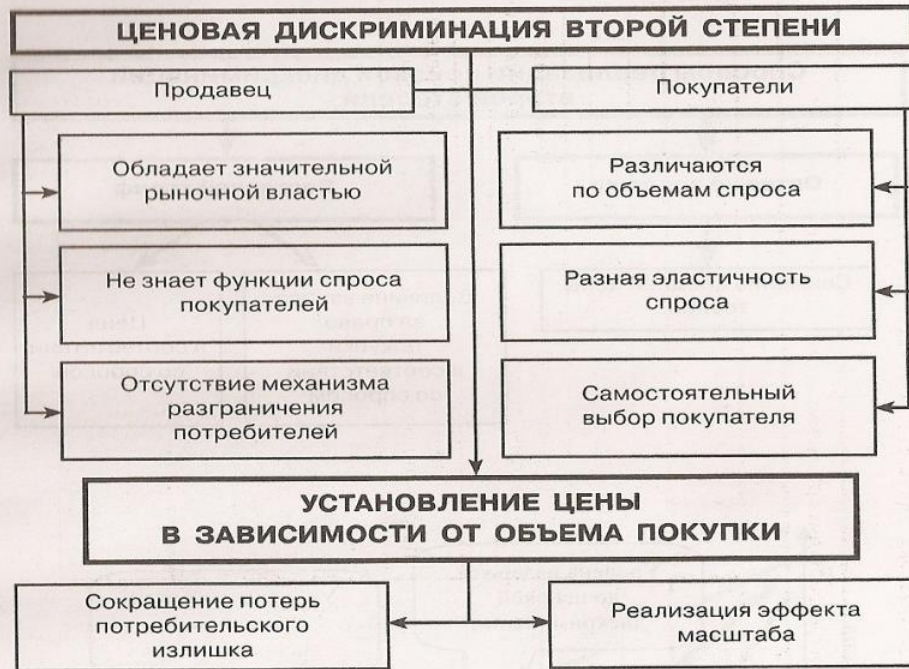 ЦЕНОВАЯ ДИСКРИМИНАЦИЯ ВТОРОЙ СТЕПЕНИ
Продавец
Покупатели
Обладает значительной
рыночной властью
Различаются
по объемам спроса
Не знает функции спроса
покупателей
Разная эластичность
спроса
Отсутствие механизма
разграничения
потребителей
Самостоятельный
выбор покупателя
УСТАНОВЛЕНИЕ ЦЕНЫ
В ЗАВИСИМОСТИ ОТ ОБЪЕМА ПОКУПКИ
Сокращение потерь
потребительского
излишка
Реализация эффекта
масштаба